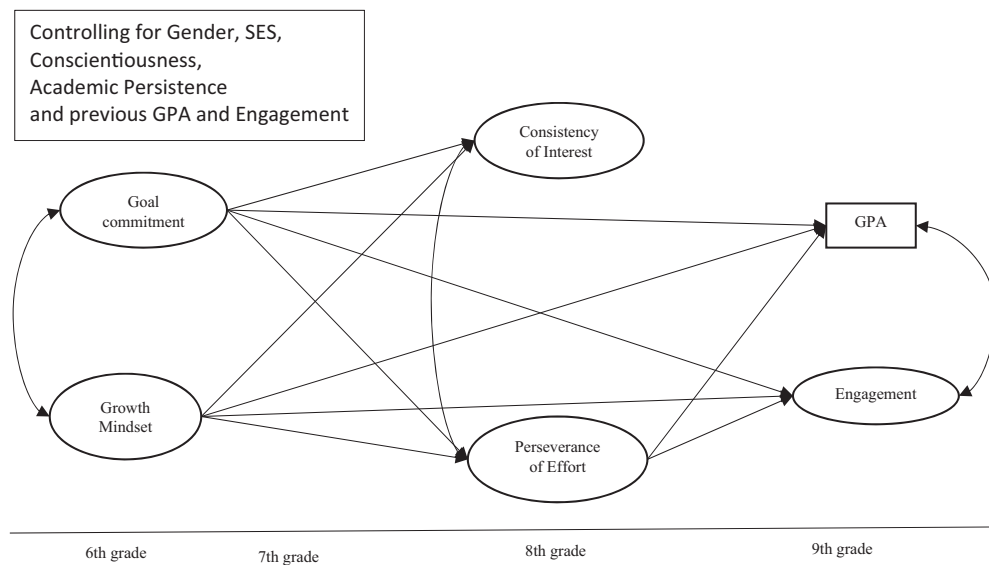 Controlling for Gender, SES,
Conscientiousness,
Academic Persistence
and previous GPA and Engagement
Consistency
of Interest
Goal
commitment
GPA
Growth
Mindset
Engagement
Perseverance
of Effort
6th grade
7th grade
8th grade
9th grade